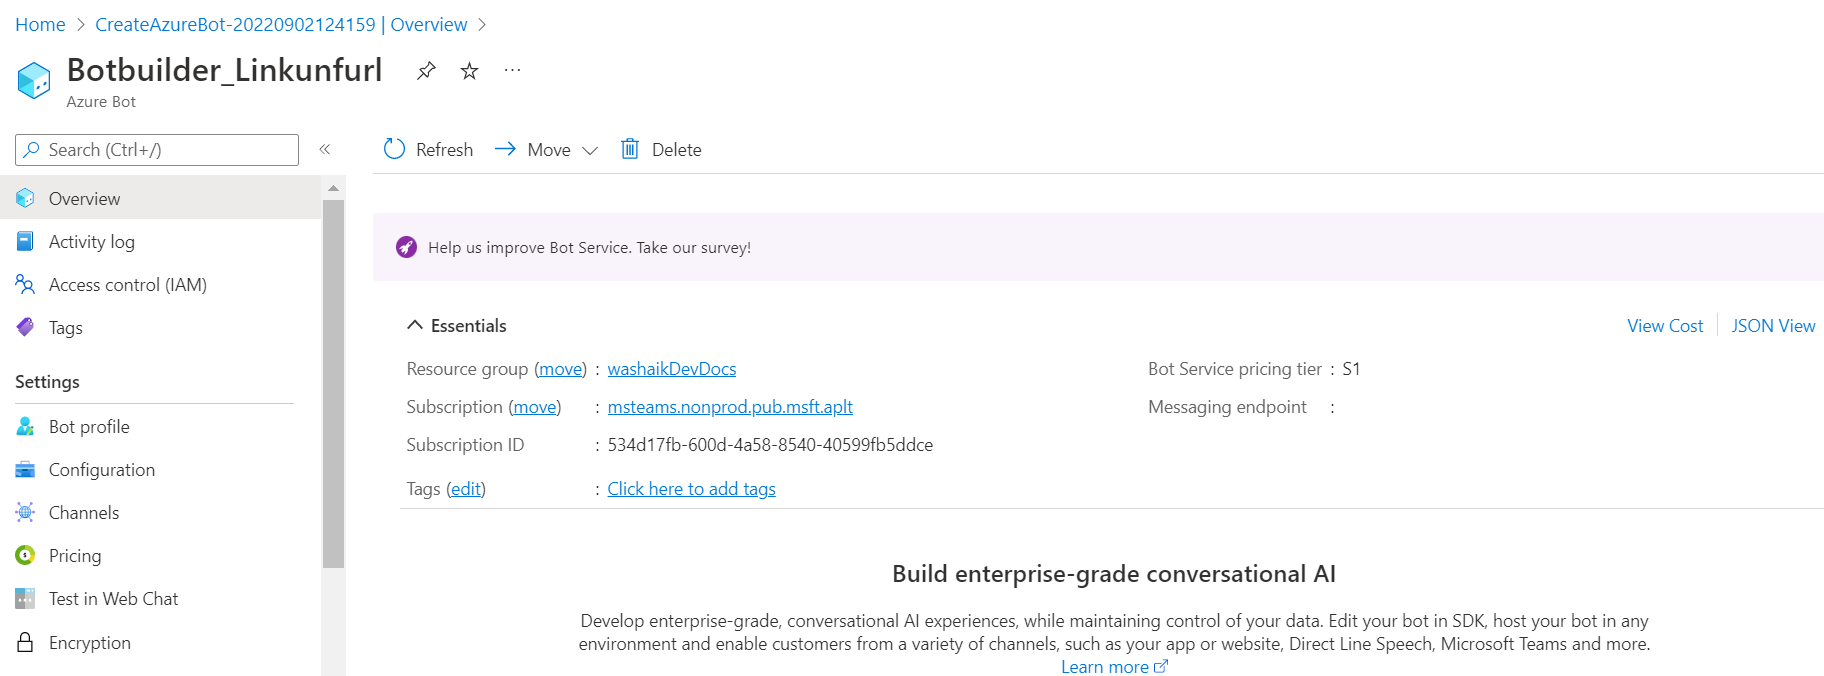 Home > CreateAzureBot-20220902124159 | Overview >
Botbuilder_Linkunfurl
Azure Bot
Search (Ctrl+/)
Refresh Move Delete
Overview
Activity log
Access control (IAM)
Tags
Settings
Bot profile
Configuration
Channels
Pricing
Test in Web Chat
Encryption
Help us improve Bot Service. Take our survey!
Essentials
View Cost JSON View
Resource group (move) : washaikDevDocs
Subscription (move) : msteams.nonprod.pub.msft.aplt
Subscription ID : 534d17fb-600d-4a58-8540-40599fb5ddce
Tags (edit) : Click here to add tags
Bot Service pricing tier : S1
Messaging endpoint :
Build enterprise-grade conversational AI
Develop enterprise-grade, conversational AI experiences, while maintaining control of your data. Edit your bot in SDK, host your bot in any
environment and enable customers from a variety of channels, such as your app or website, Direct Line Speech, Microsoft Teams and more.
Learn more